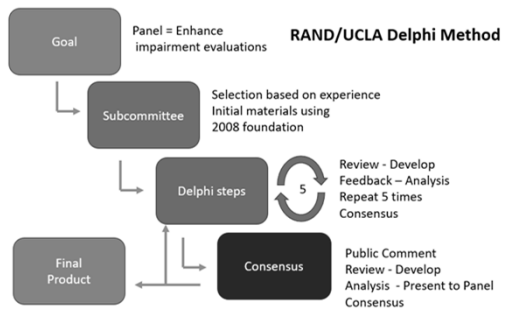 RAND/UCLA Delphi Method
Goal
Panel = Enhance
impairment evaluations
Subcommittee
Selection based on experience
Initial materials using
2008 foundation
Delphi steps
5
Review - Develop
Feedback – Analysis
Repeat 5 times
Consensus
Final
Product
Consensus
Public Comment
Review - Develop
Analysis - Present to Panel
Consensus